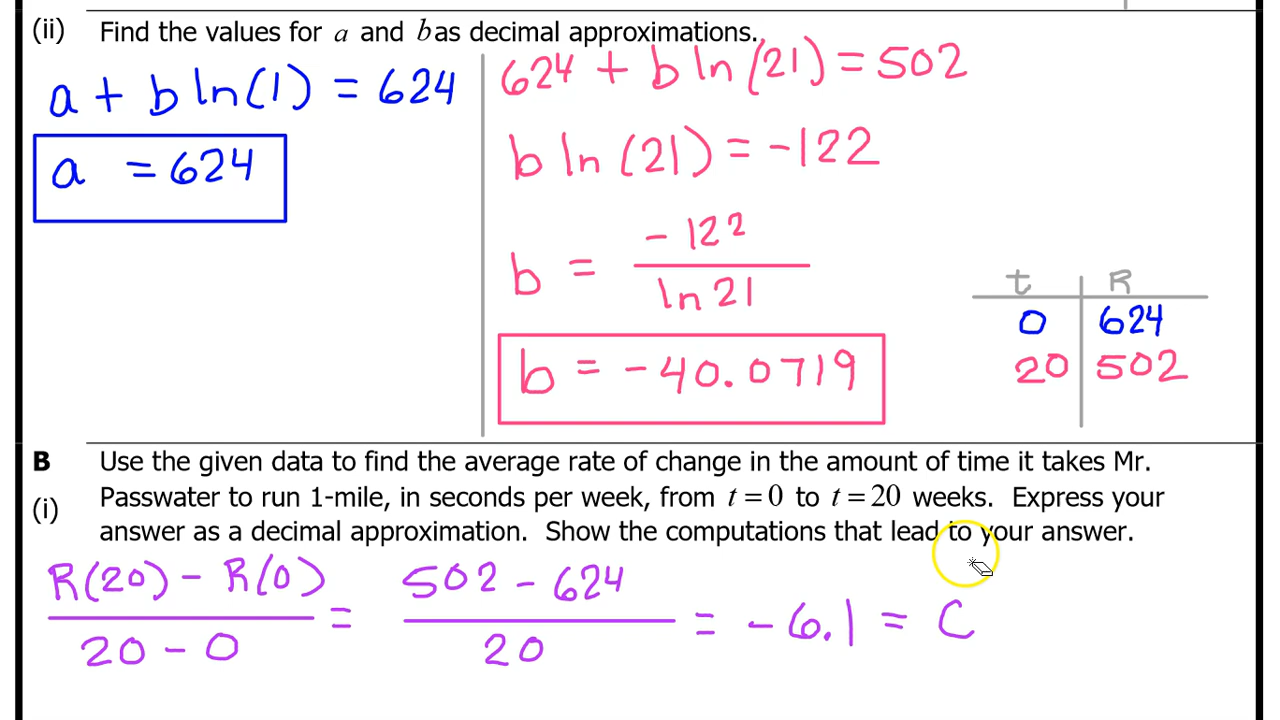 (ii) Find the values for a and b as decimal approximations.
a + b ln(1) = 624
a = 624
624 + b ln(21) = 502
b ln(21) = -122
b = -122 / ln 21
b = -40.0719
t R
0 624
20 502
B Use the given data to find the average rate of change in the amount of time it takes Mr.
(i) Passwater to run 1-mile, in seconds per week, from t = 0 to t = 20 weeks. Express your
answer as a decimal approximation. Show the computations that lead to your answer.
R(20) - R(0) / 20 - 0 = 502 - 624 / 20 = -6.1 = C